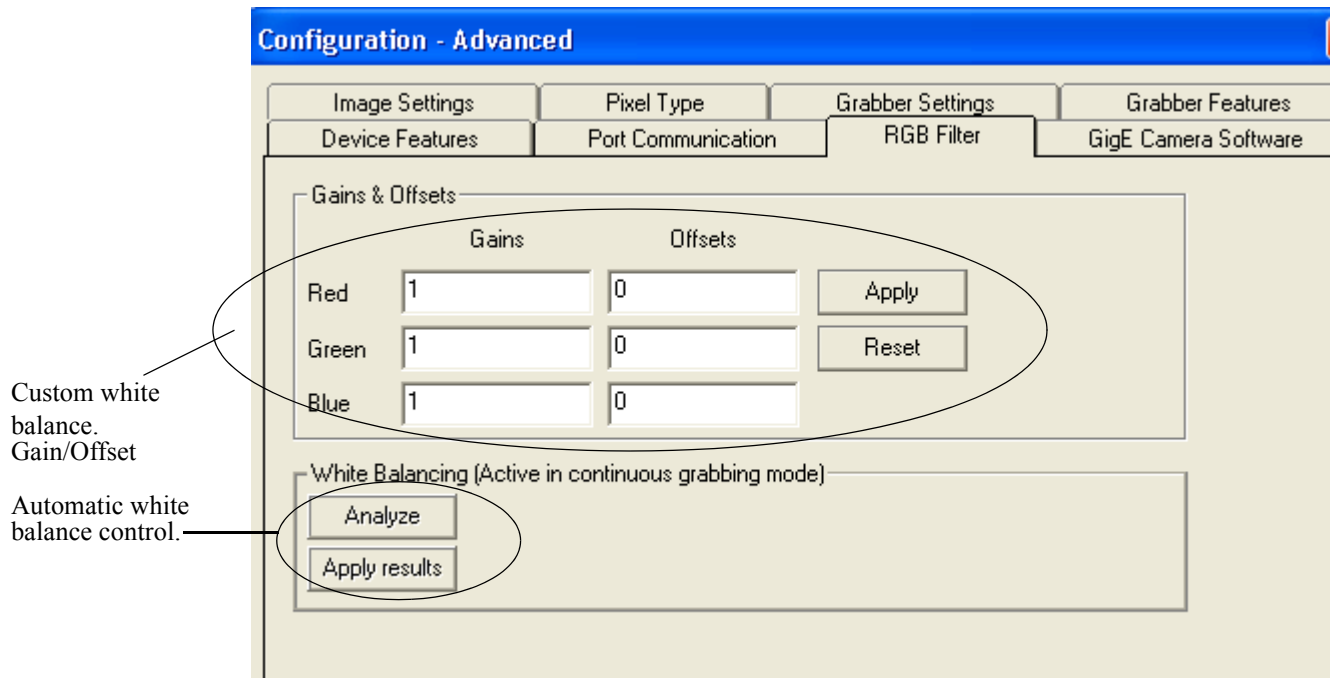 Configuration - Advanced
Image Settings
Pixel Type
Grabber Settings
Grabber Features
Device Features
Port Communication
RGB Filter
GigE Camera Software
Gains & Offsets
Gains Offsets
Red 1 0 Apply
Green 1 0 Reset
Blue 1 0
Custom white
balance.
Gain/Offset
White Balancing (Active in continuous grabbing mode)
Analyze
Apply results
Automatic white
balance control.